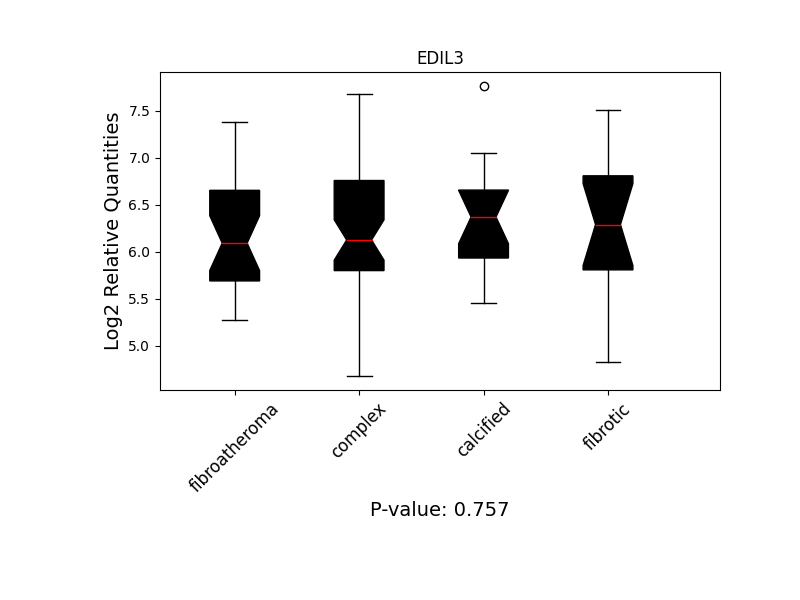 EDIL3
Log2 Relative Quantities
7.5
7.0
6.5
6.0
5.5
5.0
fibroatheroma
complex
calcified
fibrotic
P-value: 0.757